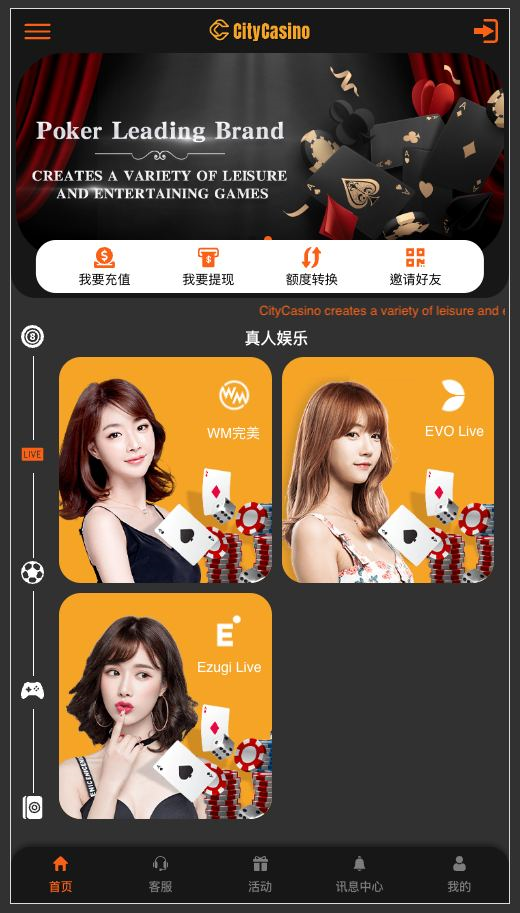 CityCasino
Poker Leading Brand
CREATES A VARIETY OF LEISURE
AND ENTERTAINING GAMES
我要充值
我要提现
额度转换
邀请好友
CityCasino creates a variety of leisure and e
真人娱乐
8
LIVE
WM
WM完美
EVO Live
E
Ezugi Live
首页
客服
活动
讯息中心
我的